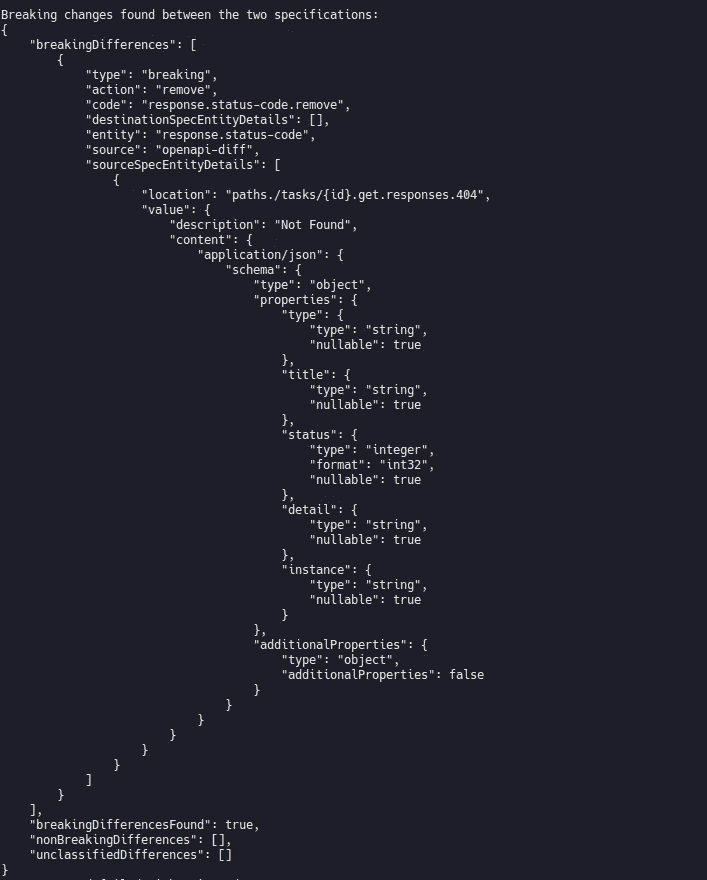 Breaking changes found between the two specifications:
{
    "breakingDifferences": [
        {
            "type": "breaking",
            "action": "remove",
            "code": "response.status-code.remove",
            "destinationSpecEntityDetails": [],
            "entity": "response.status-code",
            "source": "openapi-diff",
            "sourceSpecEntityDetails": [
                {
                    "location": "paths./tasks/{id}.get.responses.404",
                    "value": {
                        "description": "Not Found",
                        "content": {
                            "application/json": {
                                "schema": {
                                    "type": "object",
                                    "properties": {
                                        "type": {
                                            "type": "string",
                                            "nullable": true
                                        },
                                        "title": {
                                            "type": "string",
                                            "nullable": true
                                        },
                                        "status": {
                                            "type": "integer",
                                            "format": "int32",
                                            "nullable": true
                                        },
                                        "detail": {
                                            "type": "string",
                                            "nullable": true
                                        },
                                        "instance": {
                                            "type": "string",
                                            "nullable": true
                                        }
                                    },
                                    "additionalProperties": {
                                        "type": "object",
                                        "additionalProperties": false
                                    }
                                }
                            }
                        }
                    }
                }
            ]
        }
    ],
    "breakingDifferencesFound": true,
    "nonBreakingDifferences": [],
    "unclassifiedDifferences": []
}